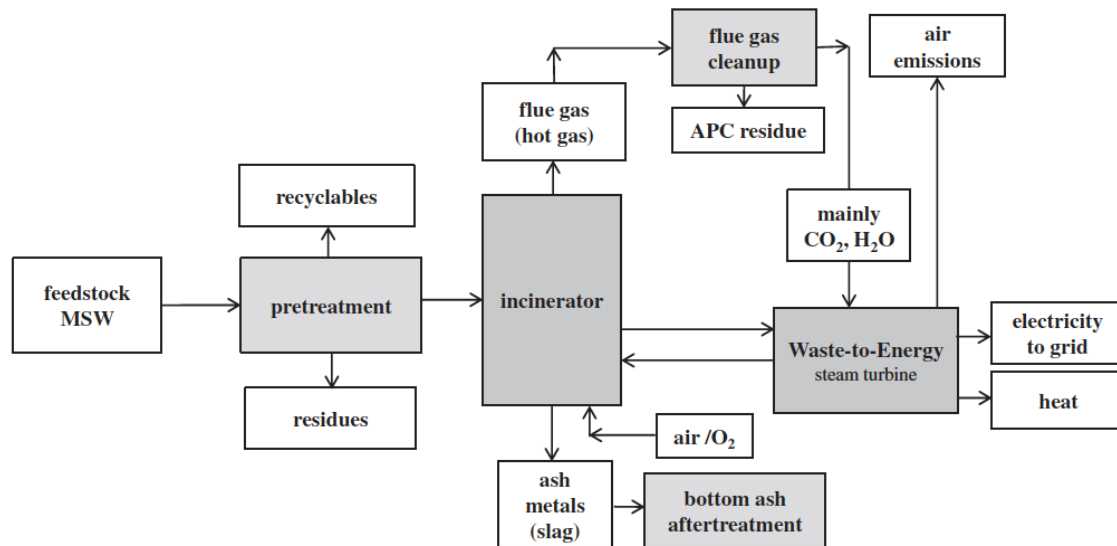 flue gas
cleanup
air
emissions
flue gas
(hot gas)
APC residue
recyclables
mainly
CO₂, H₂O
feedstock
MSW
pretreatment
incinerator
Waste-to-Energy
steam turbine
electricity
to grid
heat
residues
air /O₂
ash
metals
(slag)
bottom ash
aftertreatment